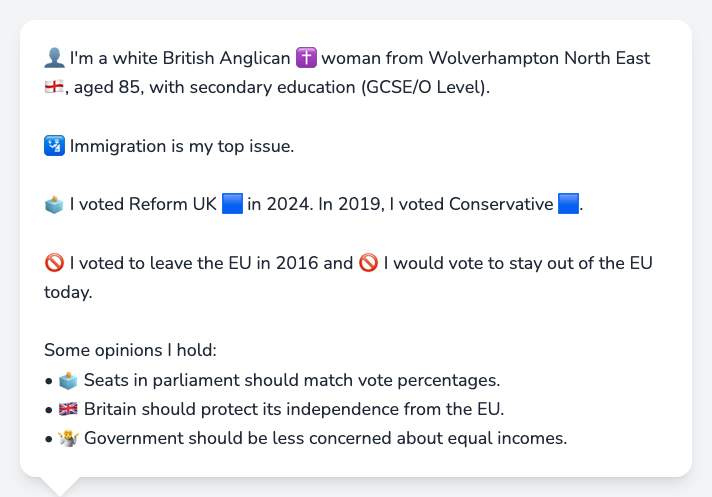 👤 I'm a white British Anglican ✝️ woman from Wolverhampton North East
🏴󠁧󠁢󠁥󠁮󠁧󠁿, aged 85, with secondary education (GCSE/O Level).
🛂 Immigration is my top issue.
🗳️ I voted Reform UK 🟦 in 2024. In 2019, I voted Conservative 🟦.
🚫 I voted to leave the EU in 2016 and 🚫 I would vote to stay out of the EU
today.
Some opinions I hold:
• 🗳️ Seats in parliament should match vote percentages.
• 🇬🇧 Britain should protect its independence from the EU.
• 🤷 Government should be less concerned about equal incomes.